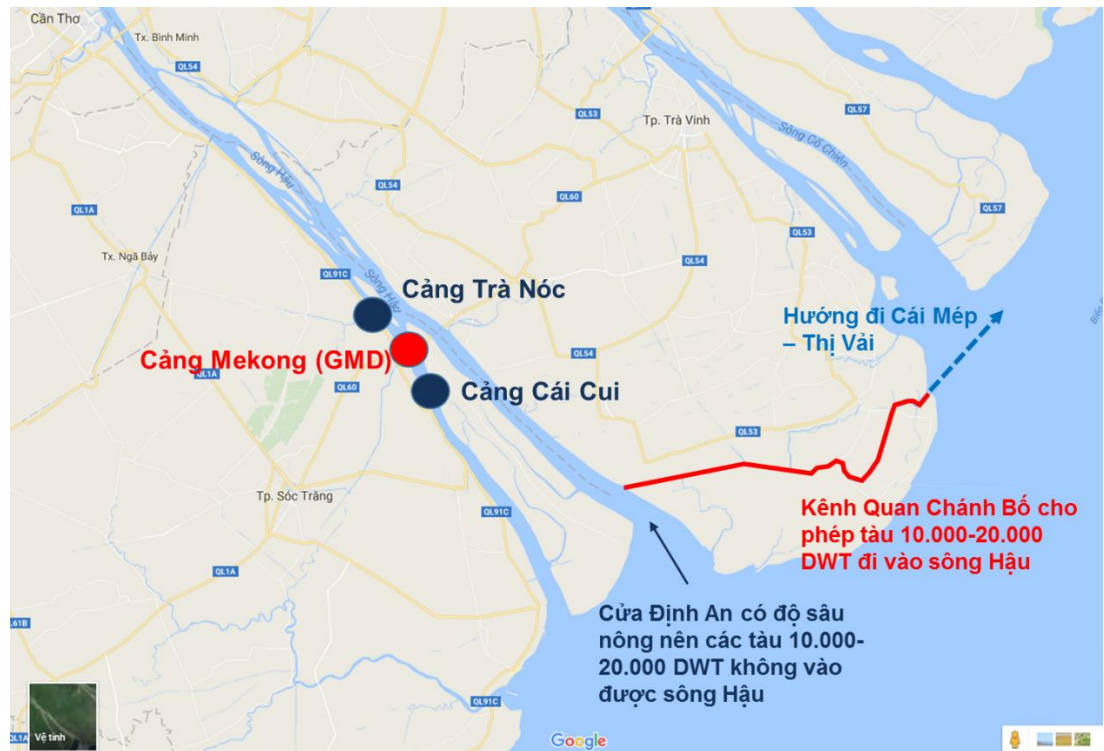 Cần Thơ
Tx. Bình Minh
QL54
QL57
QL53
Tp. Trà Vinh
Sông Cổ Chiên
Sông Hậu
QL54
QL60
QL1A
QL57
QL53
Tx. Ngã Bảy
QL54
QL91C
Sông Hậu
Cảng Trà Nóc
Hướng đi Cái Mép
– Thị Vải
Cảng Mekong (GMD)
QL54
QL1A
QL60
Cảng Cái Cui
QL53
Tp. Sóc Trăng
QL91C
Kênh Quan Chánh Bố cho
phép tàu 10.000-20.000
DWT đi vào sông Hậu
QL1A
Cửa Định An có độ sâu
nông nên các tàu 10.000-
20.000 DWT không vào
được sông Hậu
L61B
QL91C
QL1A
Vệ tinh
Google